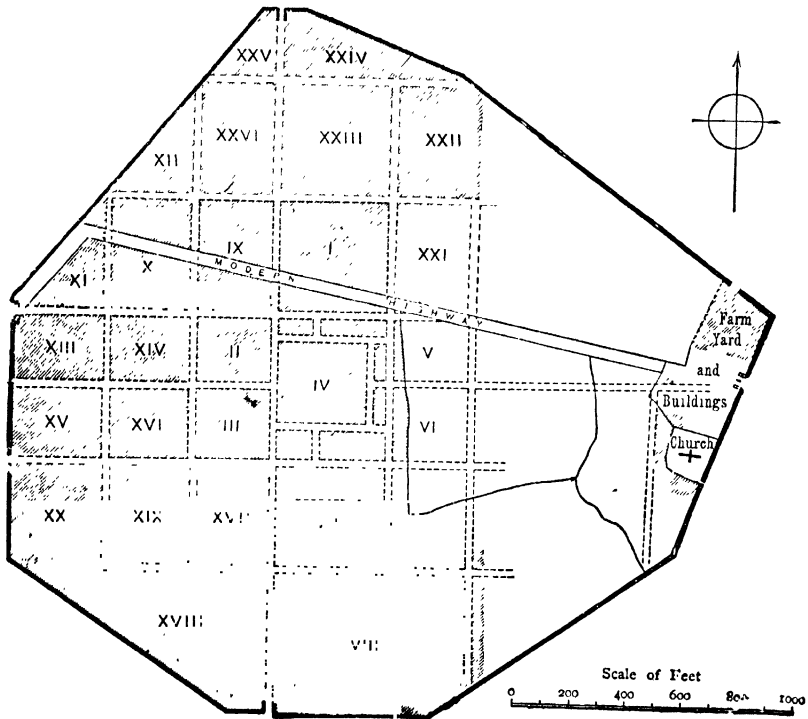 XXV XXIV
XXVI XXIII XXII
XII
IX I XXI
X
MODERN HIGHWAY
XI
Farm
Yard
and
Buildings
Church
XIII XIV II V
IV
XV XVI III VI
XX XIX
XVIII
Scale of Feet
0 200 400 600 1000